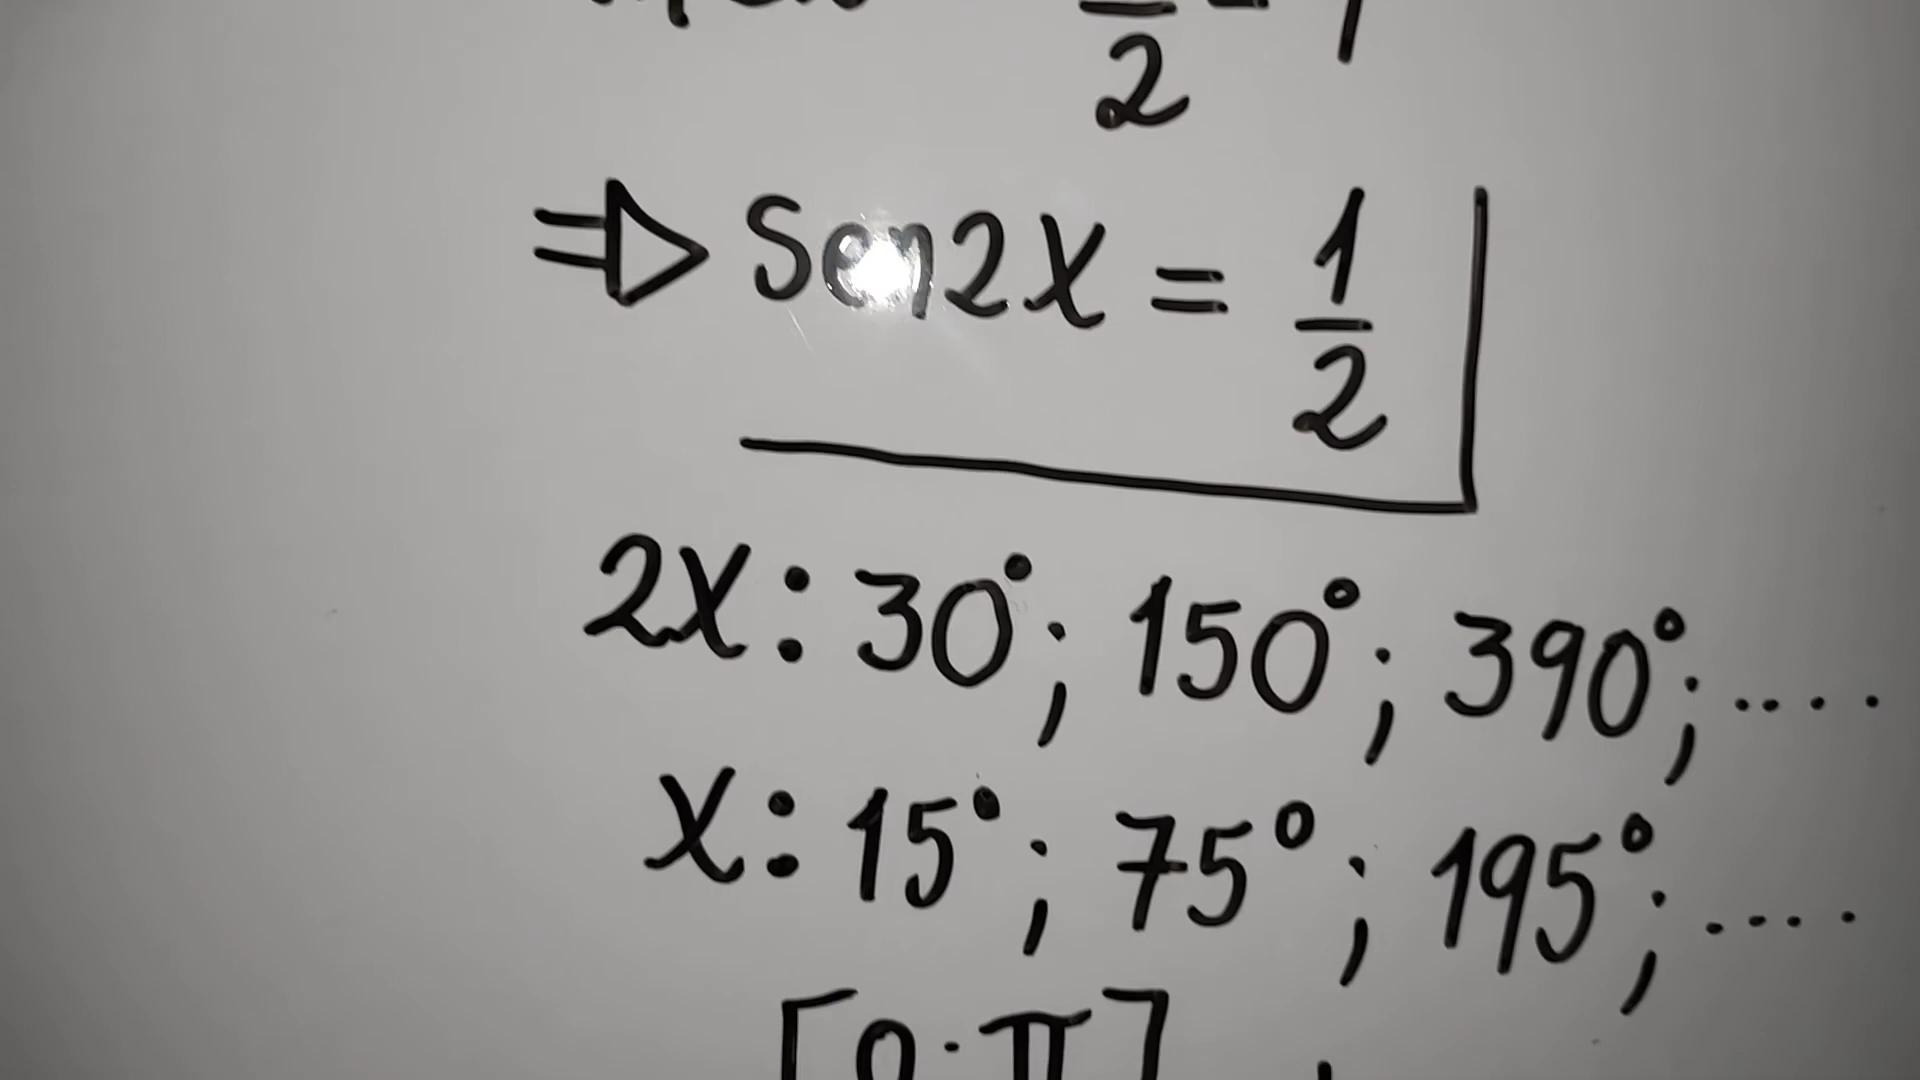 2
⇒ Sen2x = 1/2
2x: 30°; 150°; 390°; ....
x: 15°; 75°; 195°; ....
[0; π]